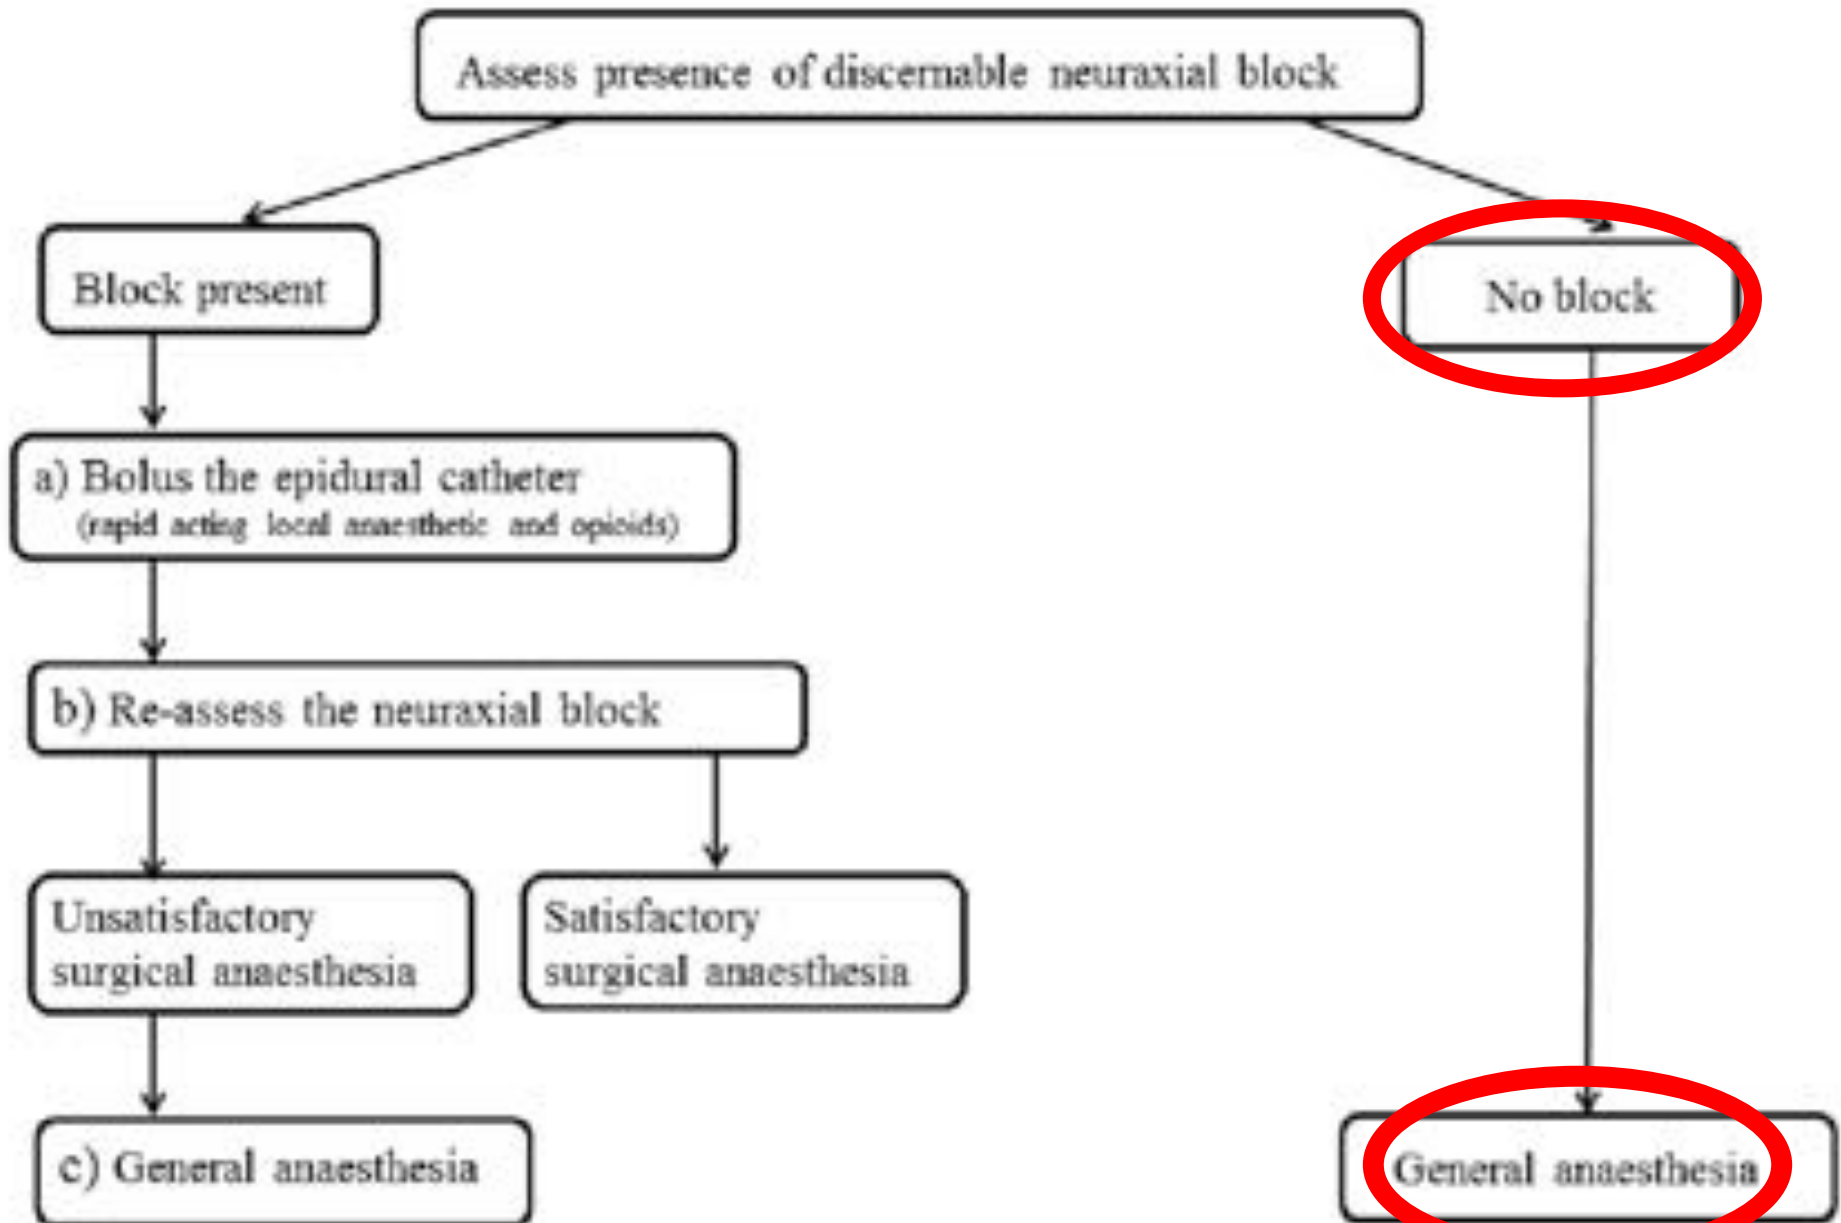 Assess presence of discernable neuraxial block
Block present
No block
a) Bolus the epidural catheter
(rapid acting local anaesthetic and opioids)
b) Re-assess the neuraxial block
Unsatisfactory
surgical anaesthesia
Satisfactory
surgical anaesthesia
c) General anaesthesia
General anaesthesia